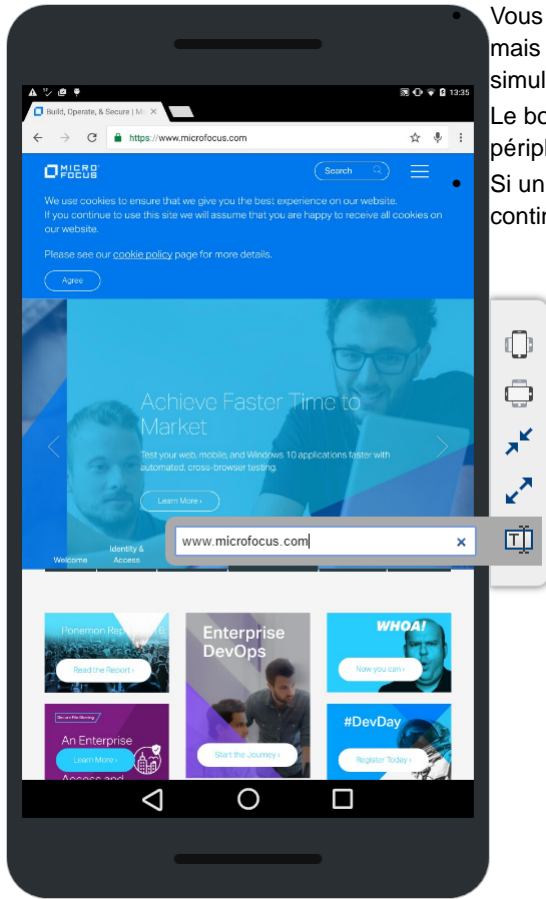 Vous
mais
simul
Le bo
périph
Si un
contin
13:35
Build, Operate, & Secure | M
https://www.microfocus.com
MICRO
FOCUS
Search
We use cookies to ensure that we give you the best experience on our website.
If you continue to use this site we will assume that you are happy to receive all cookies on
our website.
Please see our cookie policy page for more details.
Agree
Achieve Faster Time to
Market
Test your web, mobile, and Windows 10 applications faster with
automated, cross-browser testing.
Learn More ›
www.microfocus.com
T
Welcome
Identity &
Access
Ponemon Rep
Read the Report ›
Enterprise
DevOps
Start the Journey ›
WHOA!
Now you can ›
Secure File Sharing
An Enterprise
Learn More ›
Access and
#DevDay
Register Today ›